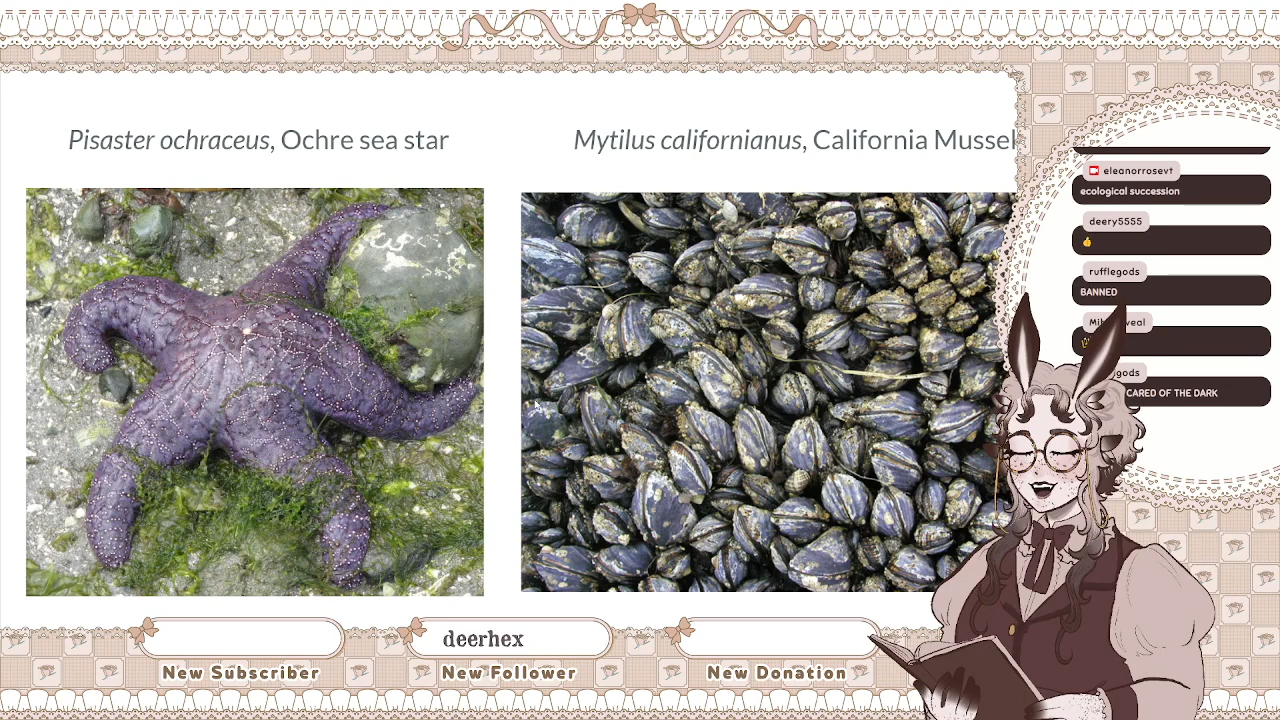 Pisaster ochraceus, Ochre sea star
Mytilus californianus, California Mussel
eleanorrosevt
ecological succession
deery5555
👍
rufflegods
BANNED
gods
CARED OF THE DARK
deerhex
New Subscriber
New Follower
New Donation